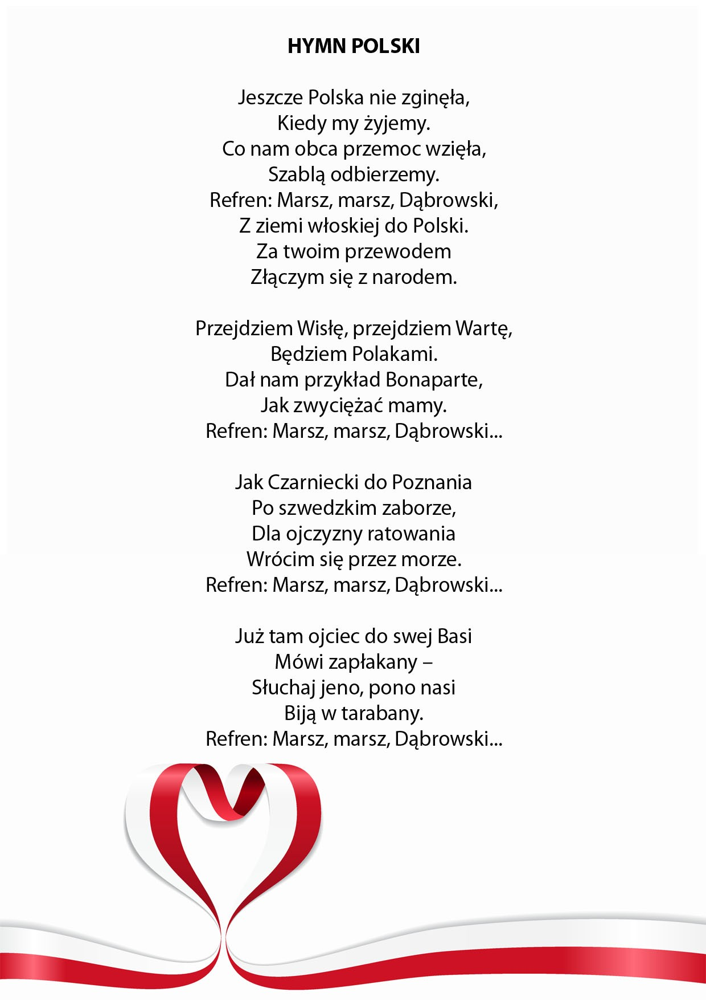 HYMN POLSKI
Jeszcze Polska nie zginęła,
Kiedy my żyjemy.
Co nam obca przemoc wzięła,
Szablą odbierzemy.
Refren: Marsz, marsz, Dąbrowski,
Z ziemi włoskiej do Polski.
Za twoim przewodem
Złączym się z narodem.
Przejdziem Wisłę, przejdziem Wartę,
Będziem Polakami.
Dał nam przykład Bonaparte,
Jak zwyciężać mamy.
Refren: Marsz, marsz, Dąbrowski...
Jak Czarniecki do Poznania
Po szwedzkim zaborze,
Dla ojczyzny ratowania
Wrócim się przez morze.
Refren: Marsz, marsz, Dąbrowski...
Już tam ojciec do swej Basi
Mówi zapłakany –
Słuchaj jeno, pono nasi
Biją w tarabany.
Refren: Marsz, marsz, Dąbrowski...